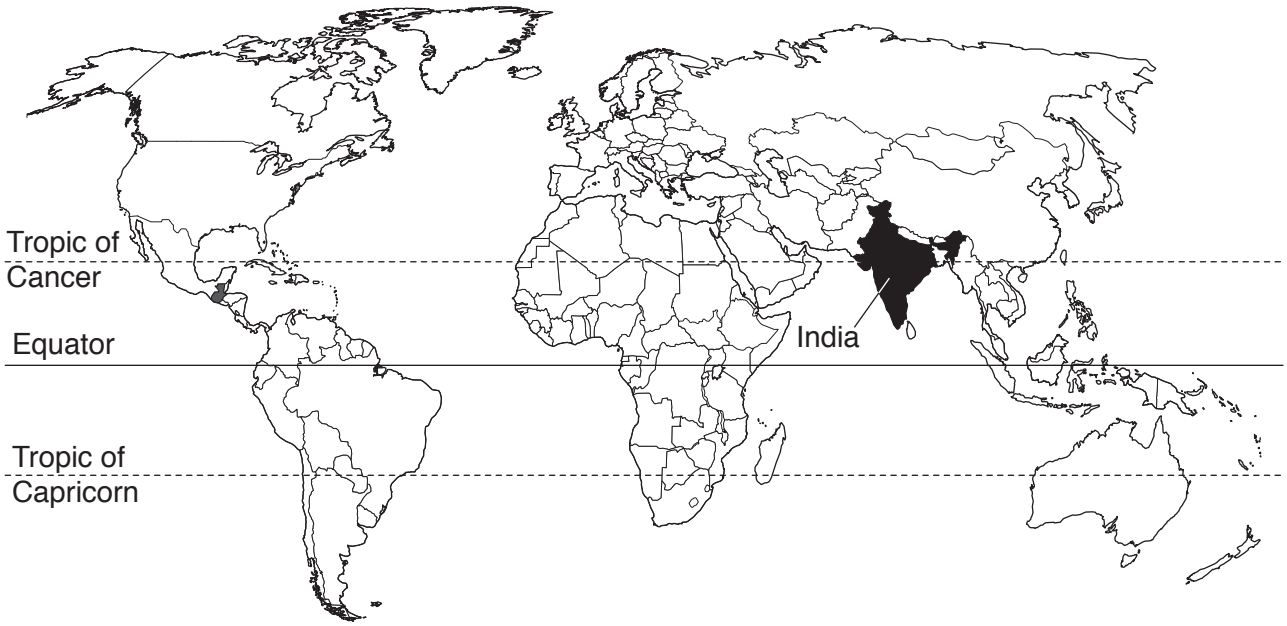 Tropic of
Cancer
Equator
India
Tropic of
Capricorn